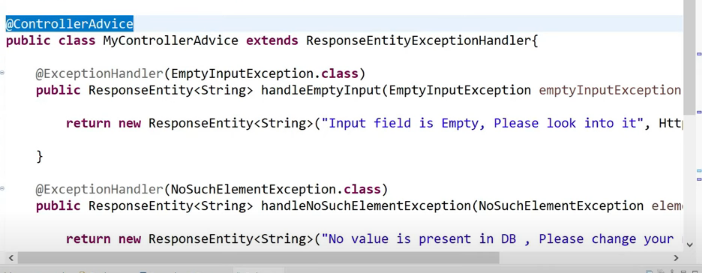 @ControllerAdvice
public class MyControllerAdvice extends ResponseEntityExceptionHandler{
@ExceptionHandler(EmptyInputException.class)
public ResponseEntity<String> handleEmptyInput(EmptyInputException emptyInputException
return new ResponseEntity<String>("Input field is Empty, Please look into it", Htt
}
@ExceptionHandler(NoSuchElementException.class)
public ResponseEntity<String> handleNoSuchElementException(NoSuchElementException eleme
return new ResponseEntity<String>("No value is present in DB , Please change your